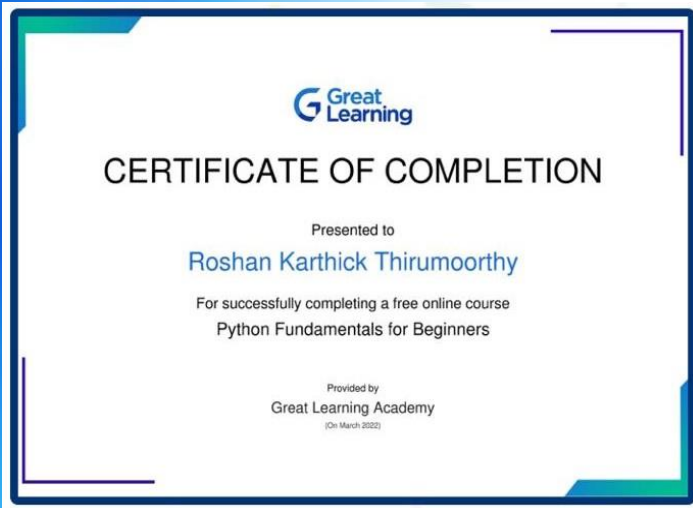 Great
Learning
CERTIFICATE OF COMPLETION
Presented to
Roshan Karthick Thirumoorthy
For successfully completing a free online course
Python Fundamentals for Beginners
Provided by
Great Learning Academy
(On March 2022)